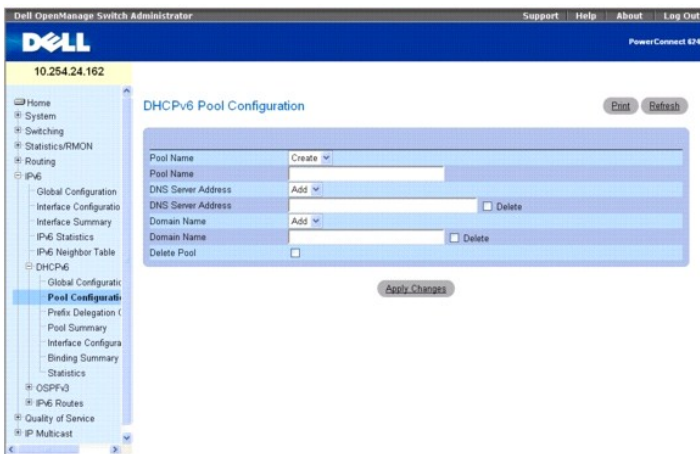 Dell OpenManage Switch Administrator
Support Help About Log Out
DELL
PowerConnect 624
10.254.24.162
Home
System
Switching
Statistics/RMON
Routing
IPv6
Global Configuration
Interface Configuratio
Interface Summary
IPv6 Statistics
IPv6 Neighbor Table
DHCPv6
Global Configuratic
Pool Configuratio
Prefix Delegation (
Pool Summary
Interface Configura
Binding Summary
Statistics
OSPFv3
IPv6 Routes
Quality of Service
IP Multicast
DHCPv6 Pool Configuration
Print Refresh
Pool Name Create
Pool Name
DNS Server Address Add
DNS Server Address Delete
Domain Name Add
Domain Name Delete
Delete Pool
Apply Changes